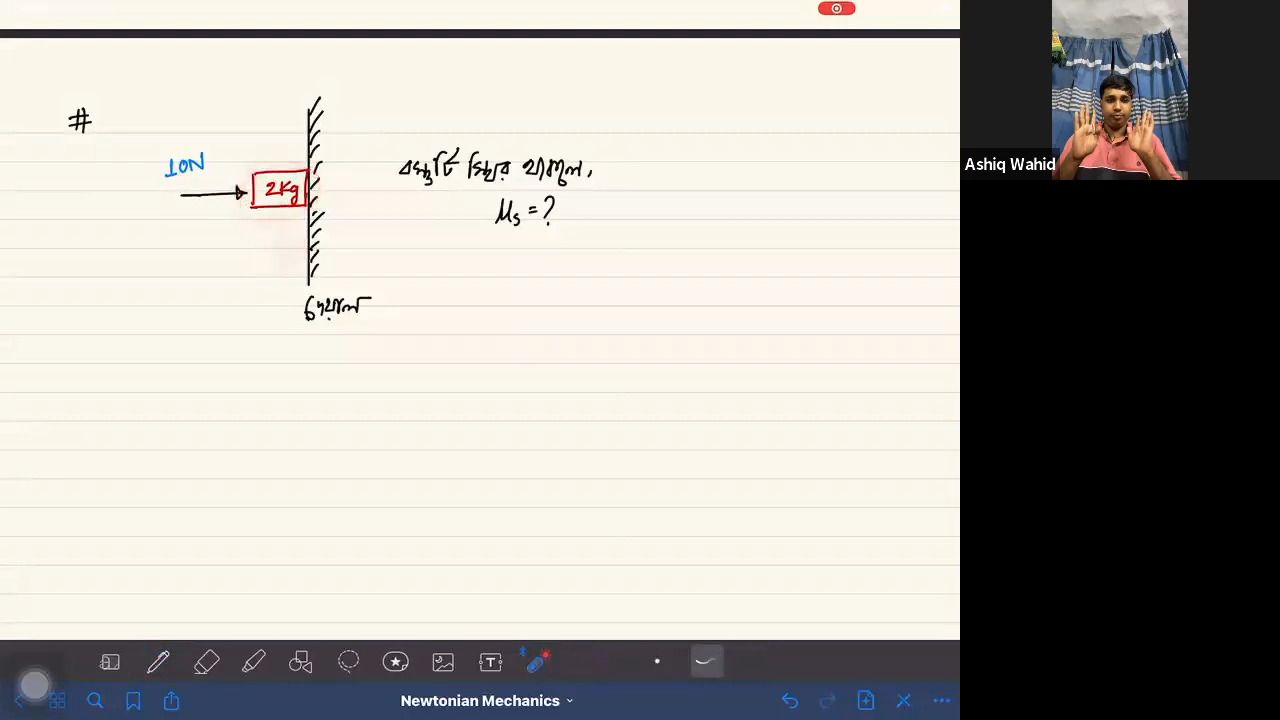 #
10N
2kg
বস্তুটি স্থির থাকলে,
μs = ?
দেয়াল
Ashiq Wahid
Newtonian Mechanics